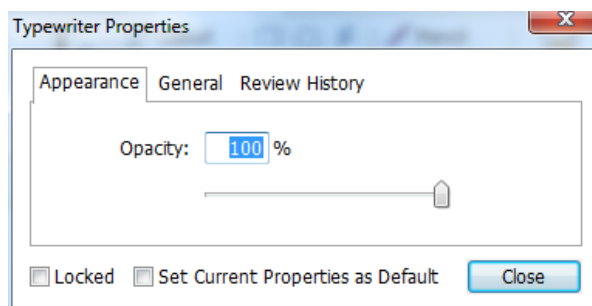 Typewriter Properties
Appearance General Review History
Opacity: 100 %
Locked Set Current Properties as Default Close